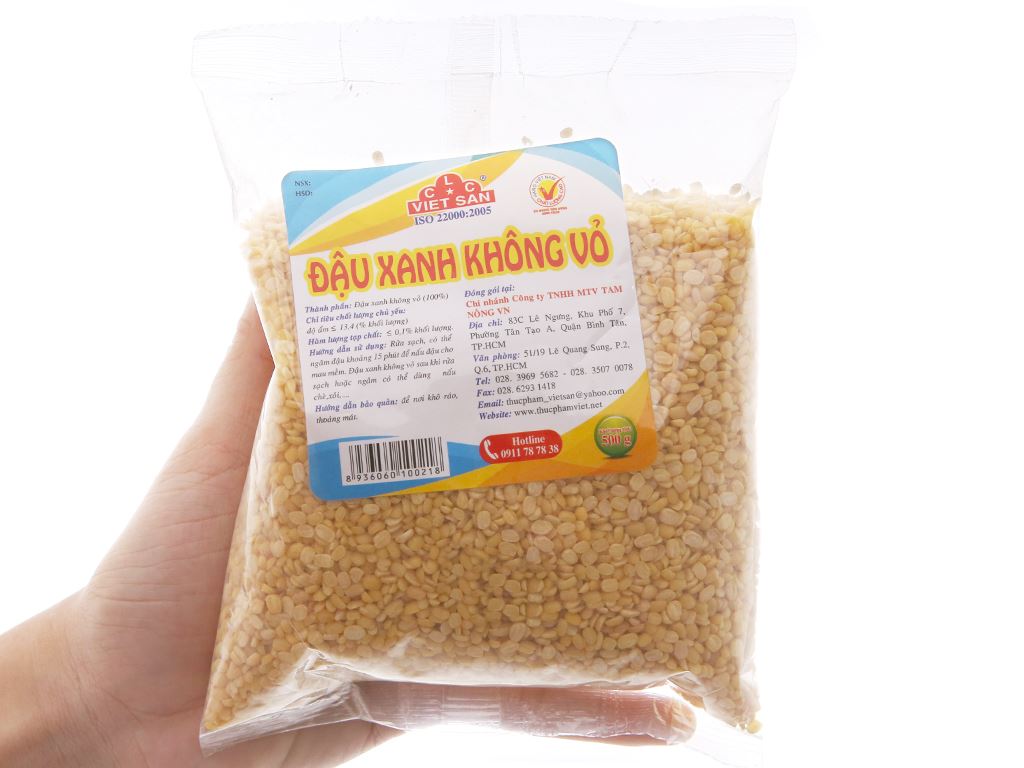 NSX:
HSD:
C L C
VIET SAN
®
ISO 22000:2005
HÀNG VIỆT NAM
CHẤT LƯỢNG CAO
ĐẬU XANH KHÔNG VỎ
Thành phần: Đậu xanh không vỏ (100%)
Chỉ tiêu chất lượng chủ yếu:
độ ẩm ≤ 13.4 (% khối lượng)
Hàm lượng tạp chất: ≤ 0.1% khối lượng.
Hướng dẫn sử dụng: Rửa sạch, có thể
ngâm đậu khoảng 15 phút để nấu đậu cho
mau mềm. Đậu xanh không vỏ sau khi rửa
sạch hoặc ngâm có thể dùng nấu
chè,xôi,...
Hướng dẫn bảo quản: để nơi khô ráo,
thoáng mát.
Đóng gói tại:
Chi nhánh Công ty TNHH MTV TAM
NÔNG VN
Địa chỉ: 83C Lê Ngưng, Khu Phố 7,
Phường Tân Tạo A, Quận Bình Tân,
TP.HCM
Văn phòng: 51/19 Lê Quang Sung, P.2,
Q.6, TP.HCM
Tel: 028. 3969 5682 - 028. 3507 0078
Fax: 028. 6293 1418
Email: thucpham_vietsan@yahoo.com
Website: www.thucphamviet.net
8 936060 100218
Hotline
0911 78 78 38
500 g